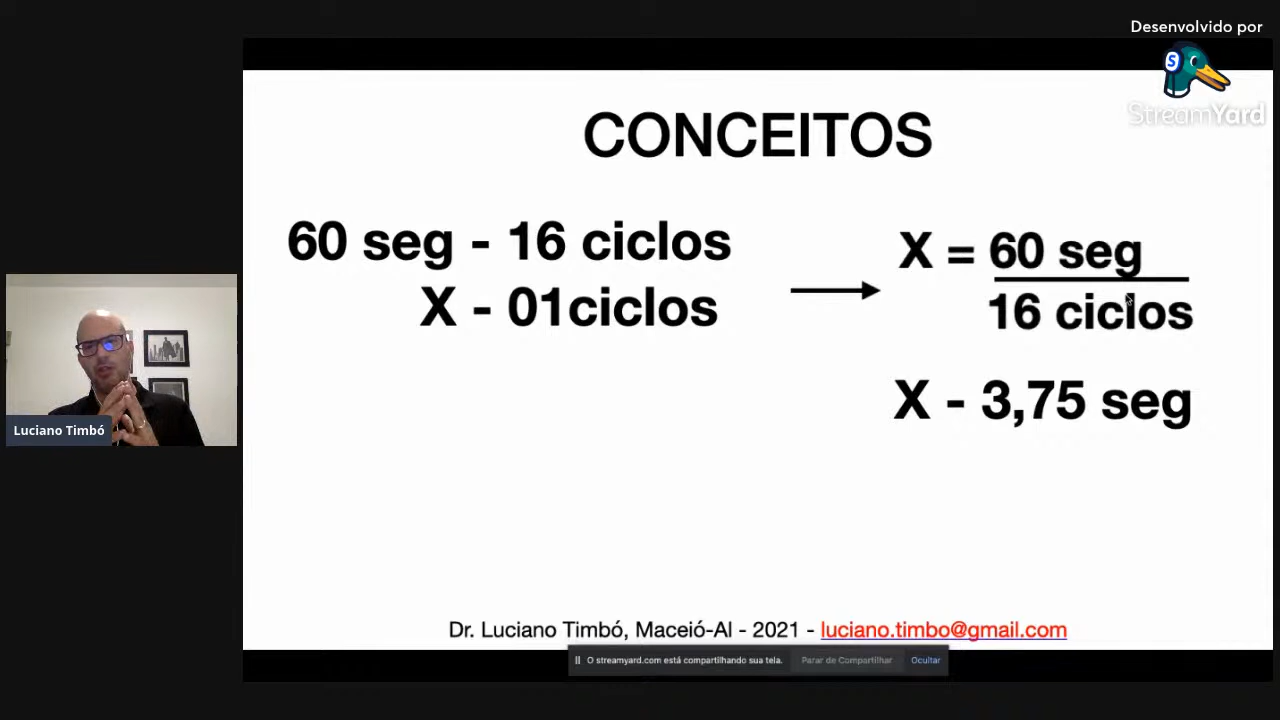 Desenvolvido por
StreamYard
CONCEITOS
60 seg - 16 ciclos
X - 01ciclos
X = 60 seg
16 ciclos
X - 3,75 seg
Luciano Timbó
Dr. Luciano Timbó, Maceió-Al - 2021 - luciano.timbo@gmail.com
O streamyard.com está compartilhando sua tela. Parar de Compartilhar Ocultar